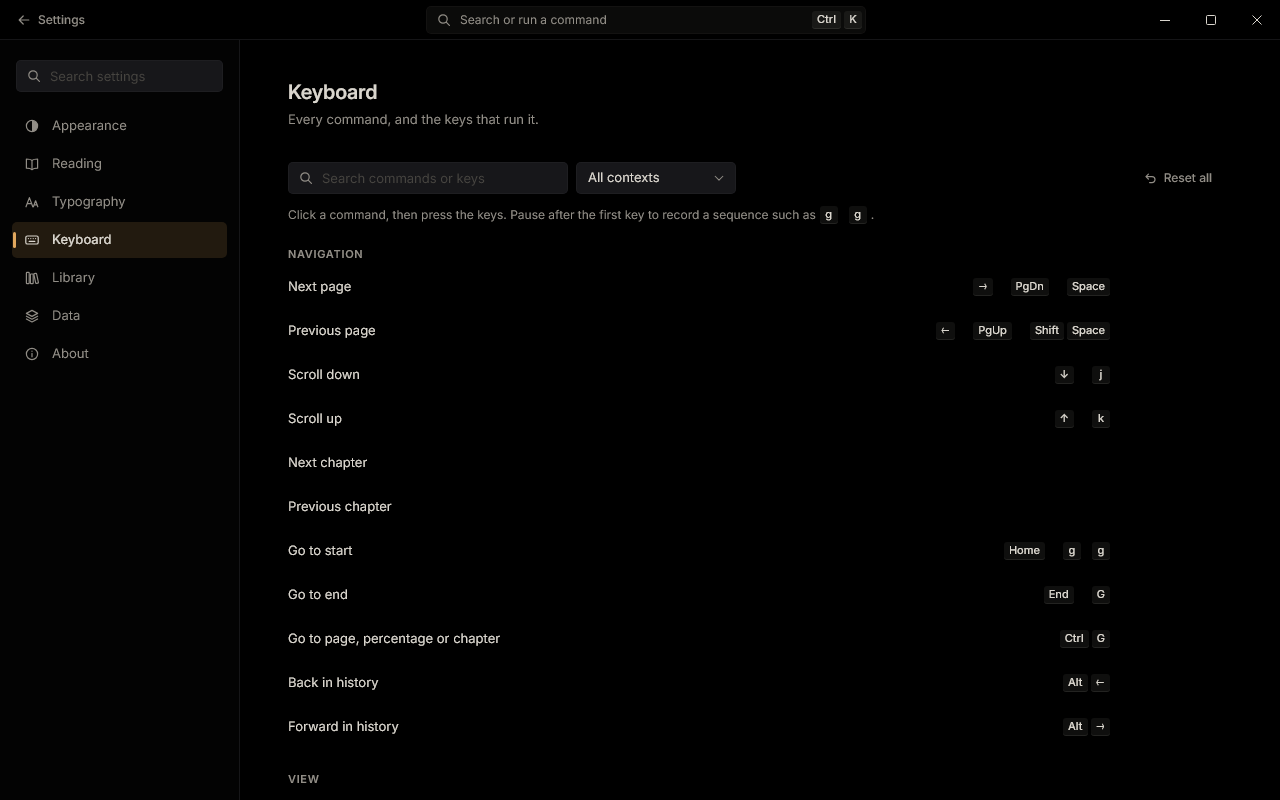 Settings
Search or run a command Ctrl K
Search settings
Appearance
Reading
Typography
Keyboard
Library
Data
About
Keyboard
Every command, and the keys that run it.
Search commands or keys
All contexts
Reset all
Click a command, then press the keys. Pause after the first key to record a sequence such as g g .
NAVIGATION
Next page → PgDn Space
Previous page ← PgUp Shift Space
Scroll down ↓ j
Scroll up ↑ k
Next chapter
Previous chapter
Go to start Home g g
Go to end End G
Go to page, percentage or chapter Ctrl G
Back in history Alt ←
Forward in history Alt →
VIEW